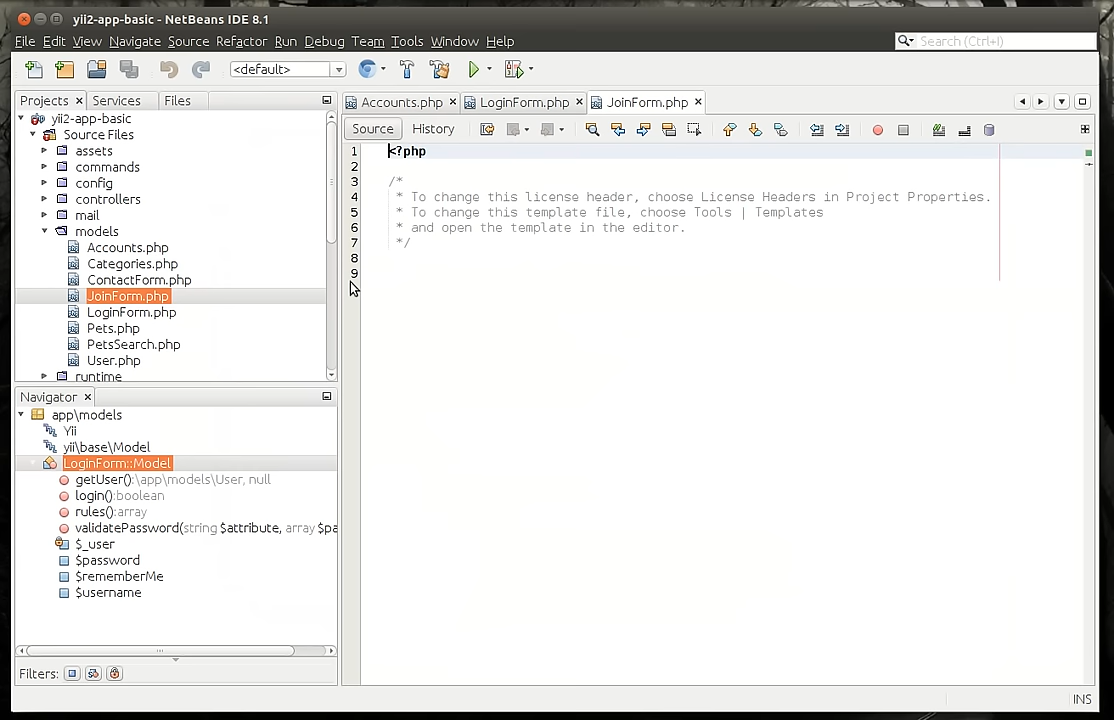 yii2-app-basic - NetBeans IDE 8.1
File Edit View Navigate Source Refactor Run Debug Team Tools Window Help
Search (Ctrl+I)
<default>
Projects Services Files
yii2-app-basic
Source Files
assets
commands
config
controllers
mail
models
Accounts.php
Categories.php
ContactForm.php
JoinForm.php
LoginForm.php
Pets.php
PetsSearch.php
User.php
runtime
Navigator
app\models
Yii
yii\base\Model
LoginForm::Model
getUser():\app\models\User, null
login():boolean
rules():array
validatePassword(string $attribute, array $pa
$_user
$password
$rememberMe
$username
Filters:
Accounts.php LoginForm.php JoinForm.php
Source History
1 <?php
2
3 /*
4 * To change this license header, choose License Headers in Project Properties.
5 * To change this template file, choose Tools | Templates
6 * and open the template in the editor.
7 */
8
9
INS